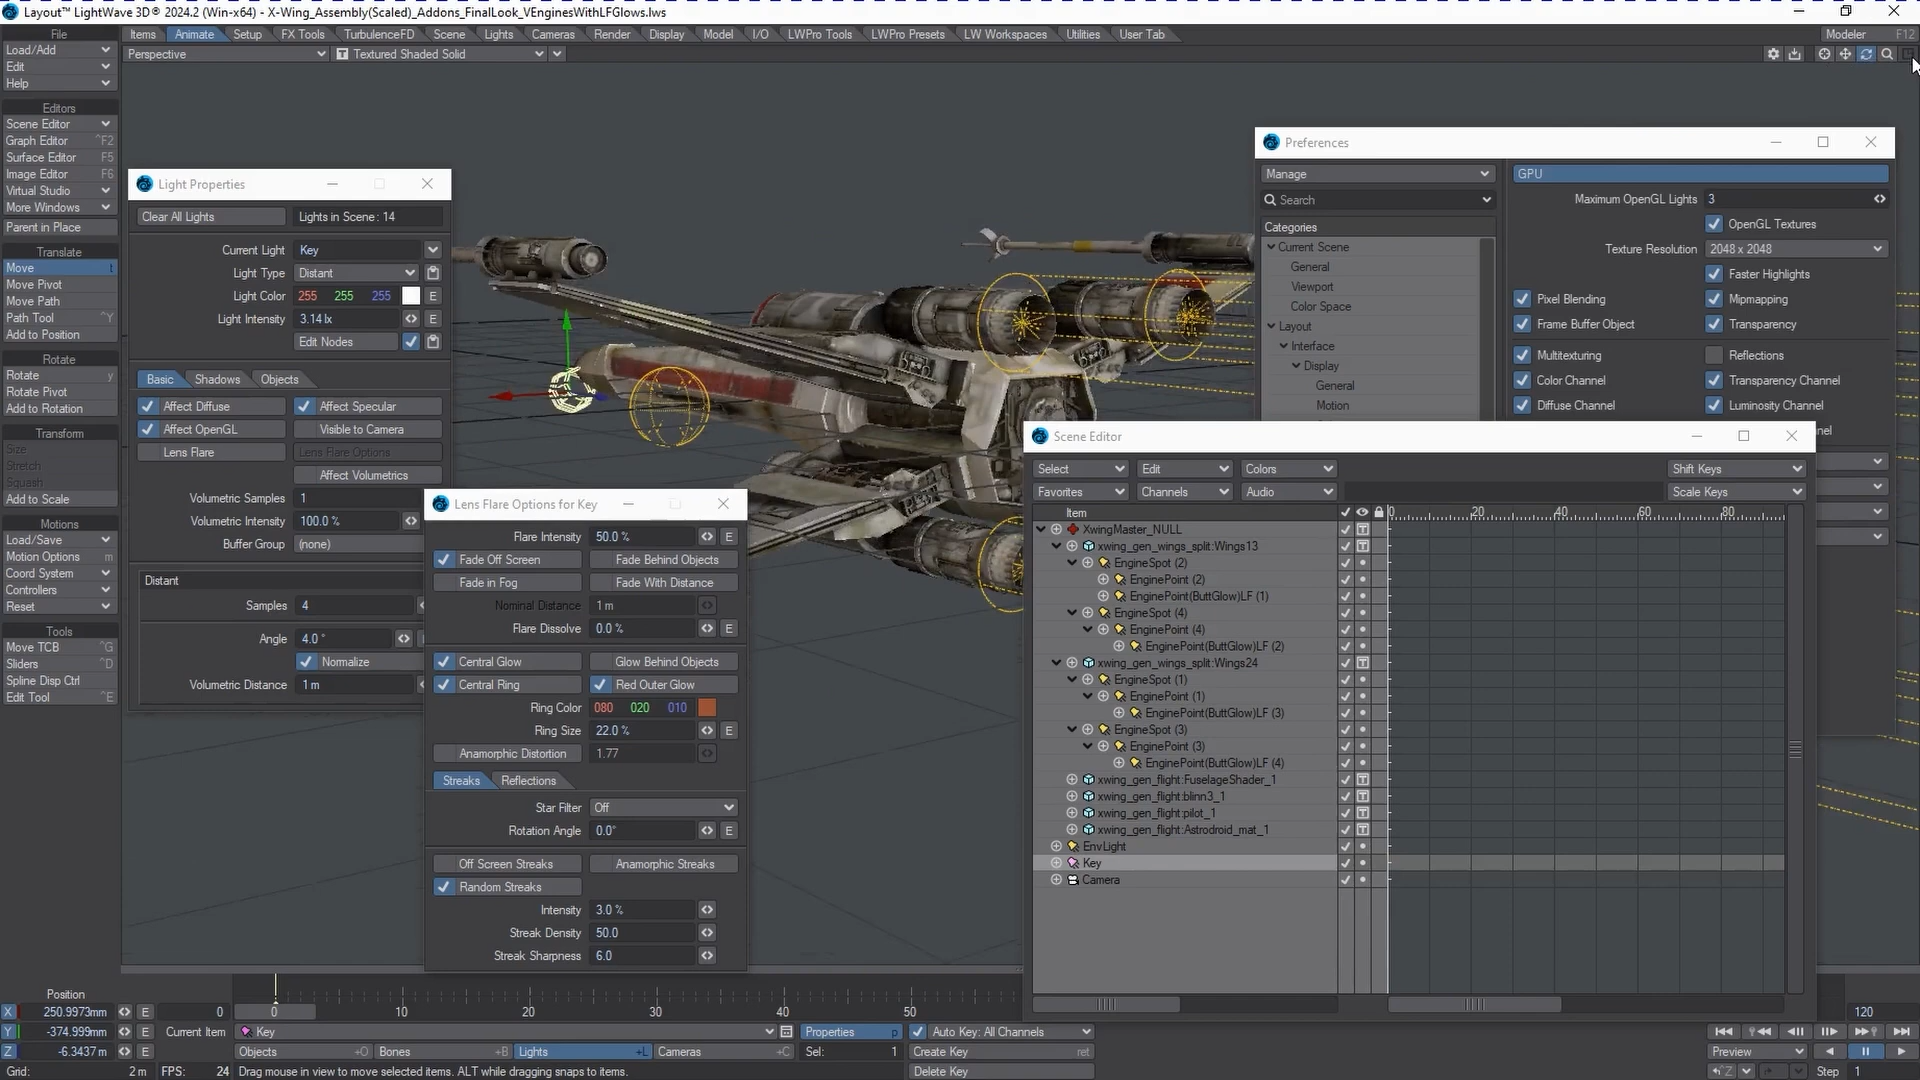 Layout™ LightWave 3D® 2024.2 (Win-x64) - X-Wing_Assembly(Scaled)_Addons_FinalLook_VEnginesWithLFGlows.lws
File
Items Animate Setup FX Tools TurbulenceFD Scene Lights Cameras Render Display Model I/O LWPro Tools LWPro Presets LW Workspaces Utilities User Tab Modeler F12
Load/Add
Perspective
Textured Shaded Solid
Edit
Help
Editors
Scene Editor
Graph Editor ^F2
Surface Editor F5
Image Editor F6
Virtual Studio
More Windows
Parent in Place
Translate
Move t
Move Pivot
Move Path
Path Tool ^Y
Add to Position
Rotate
Rotate y
Rotate Pivot
Add to Rotation
Transform
Size
Stretch
Squash
Add to Scale
Motions
Load/Save
Motion Options m
Coord System
Controllers
Reset
Tools
Move TCB ^G
Sliders ^D
Spline Disp Ctrl
Edit Tool ^E
Light Properties
Clear All Lights Lights in Scene : 14
Current Light Key
Light Type Distant
Light Color 255 255 255 E
Light Intensity 3.14 lx E
Edit Nodes
Basic Shadows Objects
Affect Diffuse Affect Specular
Affect OpenGL Visible to Camera
Lens Flare Lens Flare Options
Affect Volumetrics
Volumetric Samples 1
Volumetric Intensity 100.0 %
Buffer Group (none)
Distant
Samples 4
Angle 4.0 °
Normalize
Volumetric Distance 1 m
Lens Flare Options for Key
Flare Intensity 50.0 % E
Fade Off Screen Fade Behind Objects
Fade in Fog Fade With Distance
Nominal Distance 1 m
Flare Dissolve 0.0 % E
Central Glow Glow Behind Objects
Central Ring Red Outer Glow
Ring Color 080 020 010
Ring Size 22.0 % E
Anamorphic Distortion 1.77
Streaks Reflections
Star Filter Off
Rotation Angle 0.0° E
Off Screen Streaks Anamorphic Streaks
Random Streaks
Intensity 3.0 %
Streak Density 50.0
Streak Sharpness 6.0
Preferences
Manage
Search
Categories
Current Scene
General
Viewport
Color Space
Layout
Interface
Display
General
Motion
GPU
Maximum OpenGL Lights 3
OpenGL Textures
Texture Resolution 2048 x 2048
Faster Highlights
Pixel Blending Mipmapping
Frame Buffer Object Transparency
Multitexturing Reflections
Color Channel Transparency Channel
Diffuse Channel Luminosity Channel
nel
Scene Editor
Select Edit Colors Shift Keys
Favorites Channels Audio Scale Keys
Item 0 20 40 60 80
XwingMaster_NULL
xwing_gen_wings_split:Wings13
EngineSpot (2)
EnginePoint (2)
EnginePoint(ButtGlow)LF (1)
EngineSpot (4)
EnginePoint (4)
EnginePoint(ButtGlow)LF (2)
xwing_gen_wings_split:Wings24
EngineSpot (1)
EnginePoint (1)
EnginePoint(ButtGlow)LF (3)
EngineSpot (3)
EnginePoint (3)
EnginePoint(ButtGlow)LF (4)
xwing_gen_flight:FuselageShader_1
xwing_gen_flight:blinn3_1
xwing_gen_flight:pilot_1
xwing_gen_flight:Astrodroid_mat_1
EnvLight
Key
Camera
Position
X 250.9973mm E 0 0 10 20 30 40 50 120
Y -374.999mm E Current Item Key Properties p Auto Key: All Channels
Z -6.3437 m E Objects +O Bones +B Lights +L Cameras +C Sel: 1 Create Key ret Preview
Grid: 2 m FPS: 24 Drag mouse in view to move selected items. ALT while dragging snaps to items. Delete Key ^Z Step 1